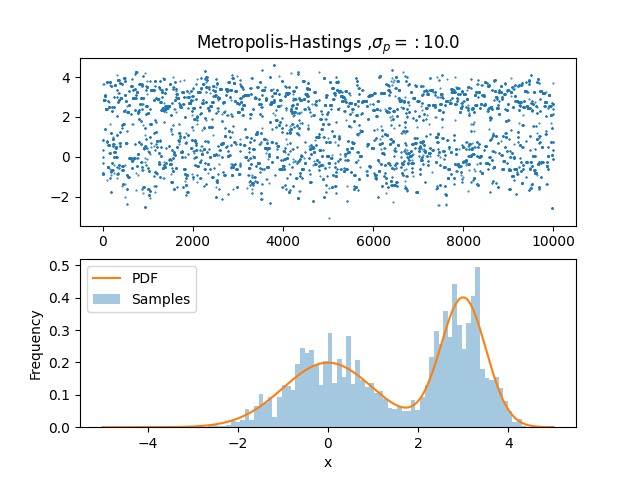 Metropolis-Hastings ,σp = : 10.0
4
2
0
−2
0 2000 4000 6000 8000 10000
0.5
0.4
0.3
0.2
0.1
0.0
Frequency
PDF
Samples
−4 −2 0 2 4
x